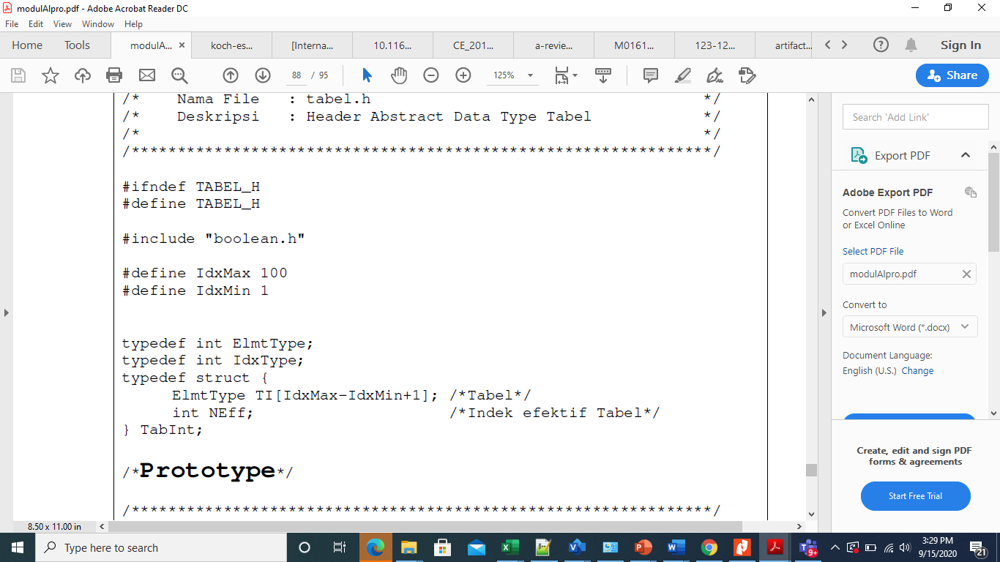 modulAlpro.pdf - Adobe Acrobat Reader DC
File Edit View Window Help
Home Tools modulA... koch-es... [Interna... 10.116... CE_201... a-revie... M0161... 123-12... artifact... Sign In
88 / 95 125% Share
/* Nama File : tabel.h */
/* Deskripsi : Header Abstract Data Type Tabel */
/* */
/***************************************************************/
#ifndef TABEL_H
#define TABEL_H
#include "boolean.h"
#define IdxMax 100
#define IdxMin 1
typedef int ElmtType;
typedef int IdxType;
typedef struct {
ElmtType TI[IdxMax-IdxMin+1]; /*Tabel*/
int NEff; /*Indek efektif Tabel*/
} TabInt;
/*Prototype*/
/***************************************************************/
8.50 x 11.00 in
Search 'Add Link'
Export PDF
Adobe Export PDF
Convert PDF Files to Word
or Excel Online
Select PDF File
modulAlpro.pdf
Convert to
Microsoft Word (*.docx)
Document Language:
English (U.S.) Change
Create, edit and sign PDF
forms & agreements
Start Free Trial
Type here to search
9+
3:29 PM
9/15/2020
21